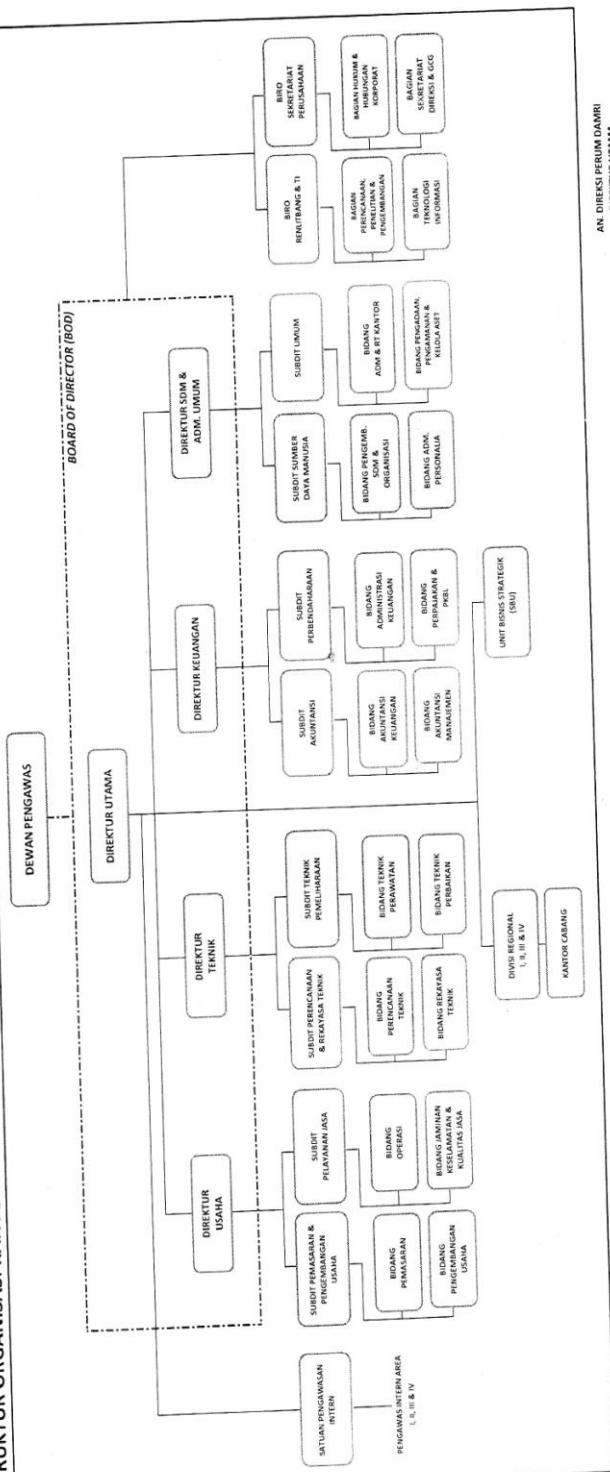 DEWAN PENGAWAS
BOARD OF DIRECTOR (BOD)
DIREKTUR UTAMA
DIREKTUR
USAHA
DIREKTUR
TEKNIK
DIREKTUR KEUANGAN
DIREKTUR SDM &
ADM. UMUM
SATUAN PENGAWASAN
INTERN
PENGAWAS INTERN AREA
I, II, III & IV
SUBDIT PEMASARAN &
PENGEMBANGAN
USAHA
BIDANG
PEMASARAN
BIDANG
PENGEMBANGAN
USAHA
SUBDIT
PELAYANAN JASA
BIDANG
OPERASI
BIDANG JAMINAN
KESELAMATAN &
KUALITAS JASA
SUBDIT PERENCANAAN
& REKAYASA TEKNIK
BIDANG
PERENCANAAN
TEKNIK
BIDANG REKAYASA
TEKNIK
SUBDIT TEKNIK
PEMELIHARAAN
BIDANG TEKNIK
PERAWATAN
BIDANG TEKNIK
PERBAIKAN
SUBDIT
AKUNTANSI
BIDANG
AKUNTANSI
KEUANGAN
BIDANG
AKUNTANSI
MANAJEMEN
SUBDIT
PERBENDAHARAAN
BIDANG
ADMINISTRASI
KEUANGAN
BIDANG
PERPAJAKAN &
PKBL
SUBDIT SUMBER
DAYA MANUSIA
BIDANG PENGEMB.
SDM &
ORGANISASI
BIDANG ADM.
PERSONALIA
SUBDIT UMUM
BIDANG
ADM & RT KANTOR
BIDANG PENGADAAN,
PENGAMANAN &
KELOLA ASET
BIRO
RENLITBANG & TI
BAGIAN
PERENCANAAN,
PENELITIAN &
PENGEMBANGAN
BAGIAN
TEKNOLOGI
INFORMASI
BIRO
SEKRETARIAT
PERUSAHAAN
BAGIAN HUKUM &
HUBUNGAN
KORPORAT
BAGIAN
SEKRETARIAT
DIREKSI & GCG
DIVISI REGIONAL
I, II, III & IV
KANTOR CABANG
UNIT BISNIS STRATEGIK
(SBU)
AN. DIREKSI PERUM DAMRI